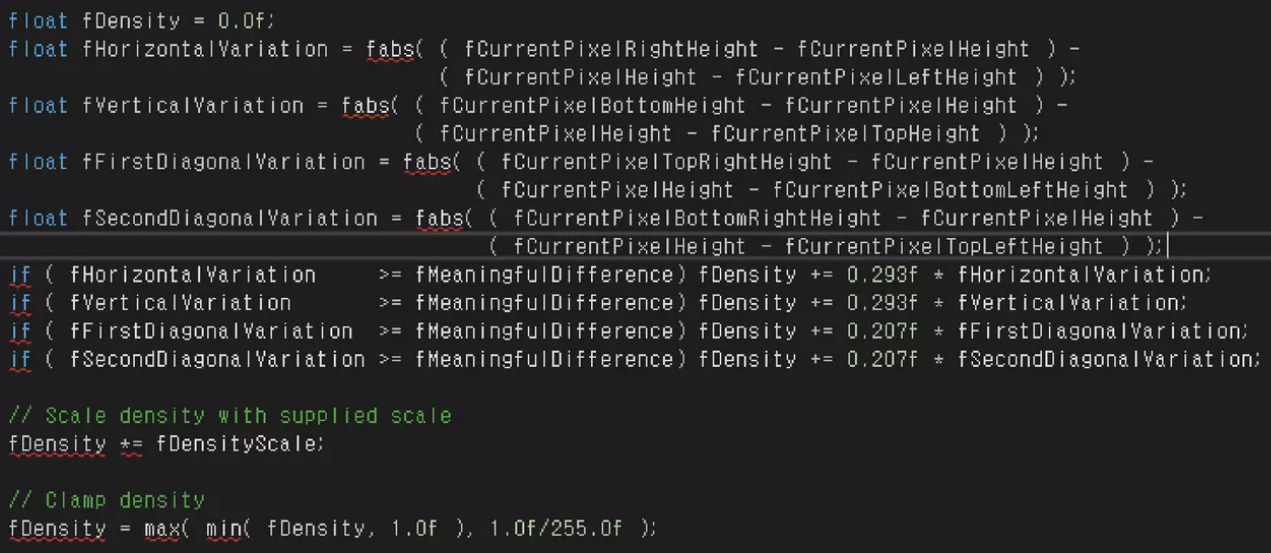 float fDensity = 0.0f;
float fHorizontalVariation = fabs( ( fCurrentPixelRightHeight - fCurrentPixelHeight ) -
( fCurrentPixelHeight - fCurrentPixelLeftHeight ) );
float fVerticalVariation = fabs( ( fCurrentPixelBottomHeight - fCurrentPixelHeight ) -
( fCurrentPixelHeight - fCurrentPixelTopHeight ) );
float fFirstDiagonalVariation = fabs( ( fCurrentPixelTopRightHeight - fCurrentPixelHeight ) -
( fCurrentPixelHeight - fCurrentPixelBottomLeftHeight ) );
float fSecondDiagonalVariation = fabs( ( fCurrentPixelBottomRightHeight - fCurrentPixelHeight ) -
( fCurrentPixelHeight - fCurrentPixelTopLeftHeight ) );
if ( fHorizontalVariation     >= fMeaningfulDifference) fDensity += 0.293f * fHorizontalVariation;
if ( fVerticalVariation       >= fMeaningfulDifference) fDensity += 0.293f * fVerticalVariation;
if ( fFirstDiagonalVariation  >= fMeaningfulDifference) fDensity += 0.207f * fFirstDiagonalVariation;
if ( fSecondDiagonalVariation >= fMeaningfulDifference) fDensity += 0.207f * fSecondDiagonalVariation;
// Scale density with supplied scale
fDensity *= fDensityScale;
// Clamp density
fDensity = max( min( fDensity, 1.0f ), 1.0f/255.0f );